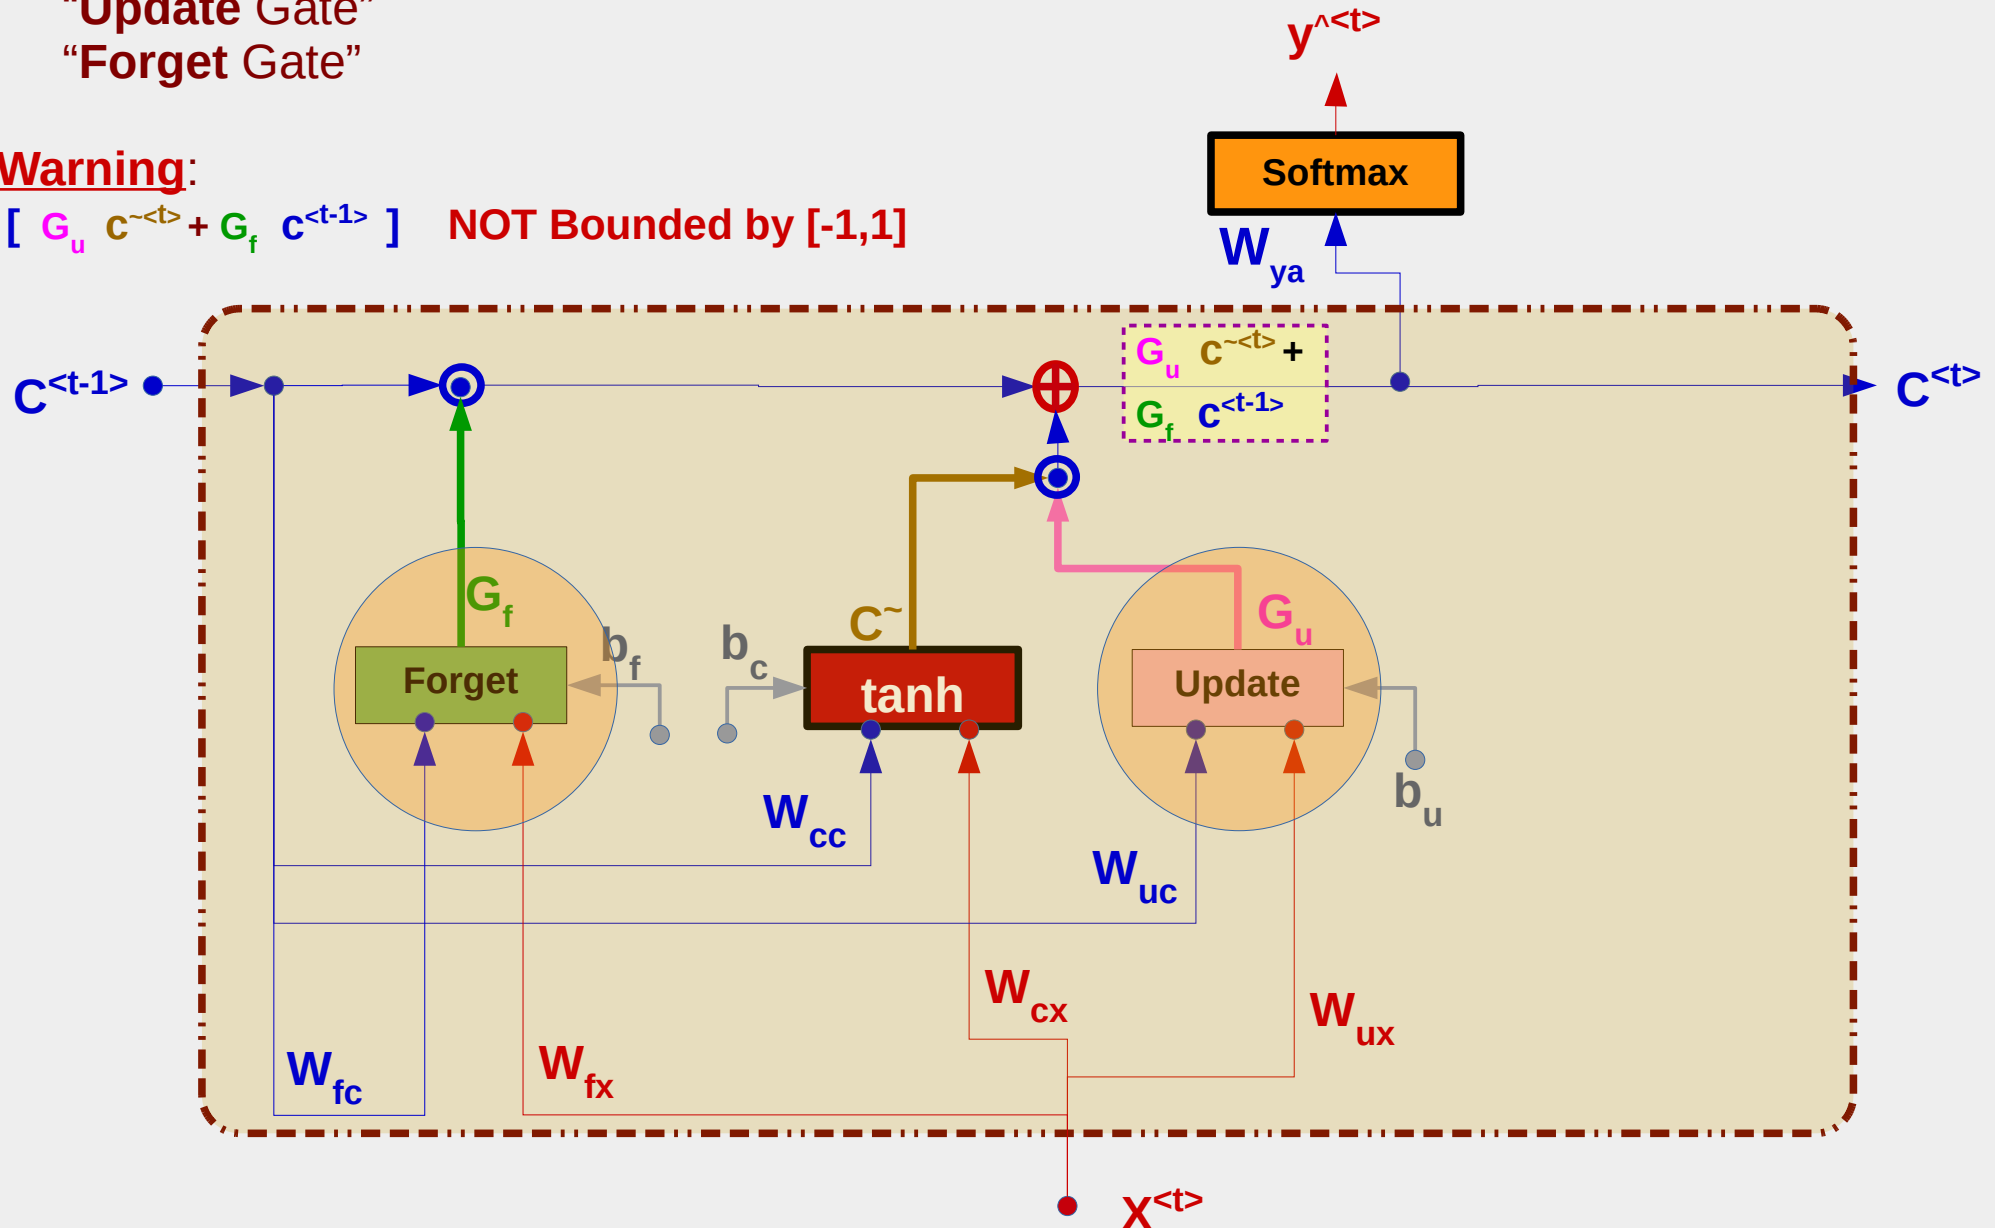 “Update Gate”
“Forget Gate”
Warning:
[ Gu c~<t> + Gf c<t-1> ] NOT Bounded by [-1,1]
y^<t>
Softmax
Wya
C<t-1>
Gu c~<t> +
Gf c<t-1>
C<t>
Gf
C~
Gu
bf
bc
Forget
tanh
Update
bu
Wcc
Wuc
Wcx
Wux
Wfc
Wfx
X<t>